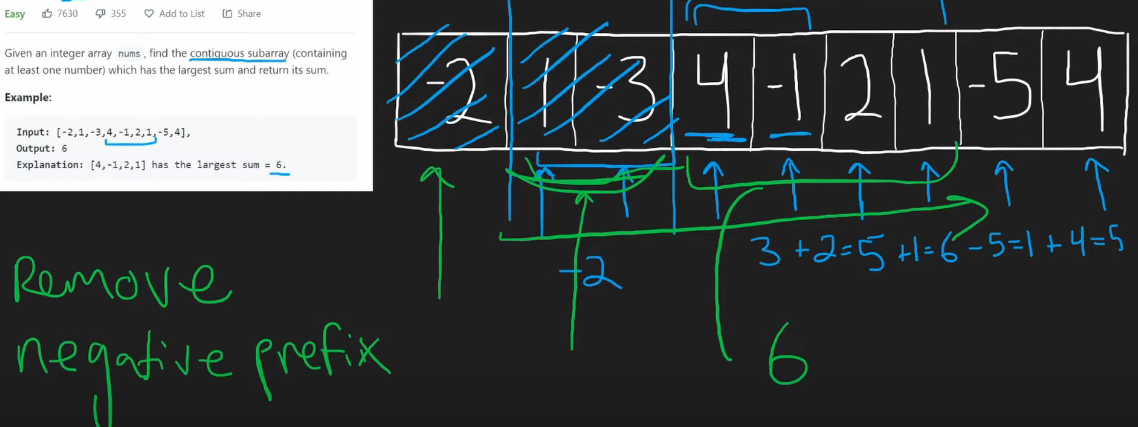 Easy 7630 355 Add to List Share
Given an integer array nums, find the contiguous subarray (containing
at least one number) which has the largest sum and return its sum.
Example:
Input: [-2,1,-3,4,-1,2,1,-5,4],
Output: 6
Explanation: [4,-1,2,1] has the largest sum = 6.
-2 1 -3 4 -1 2 1 -5 4
3 +2=5 +1=6 -5=1 +4=5
-2
6
Remove
negative prefix